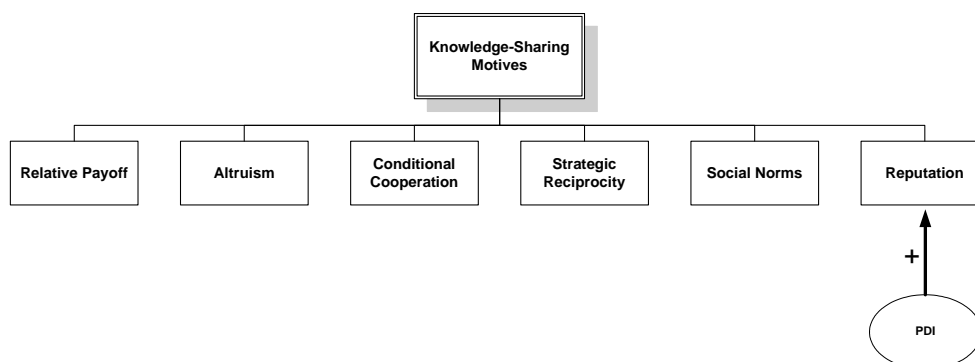 Knowledge-Sharing
Motives
Relative Payoff
Altruism
Conditional
Cooperation
Strategic
Reciprocity
Social Norms
Reputation
+
PDI